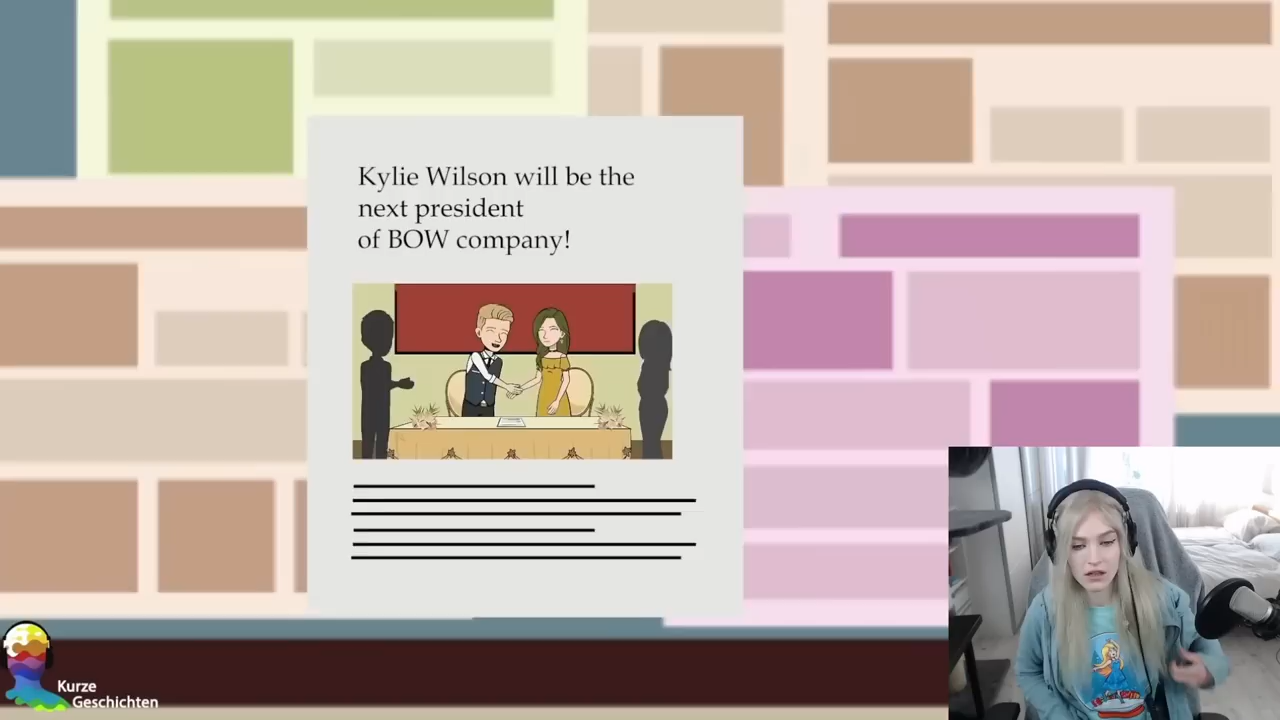 Kylie Wilson will be the
next president
of BOW company!
Kurze
Geschichten